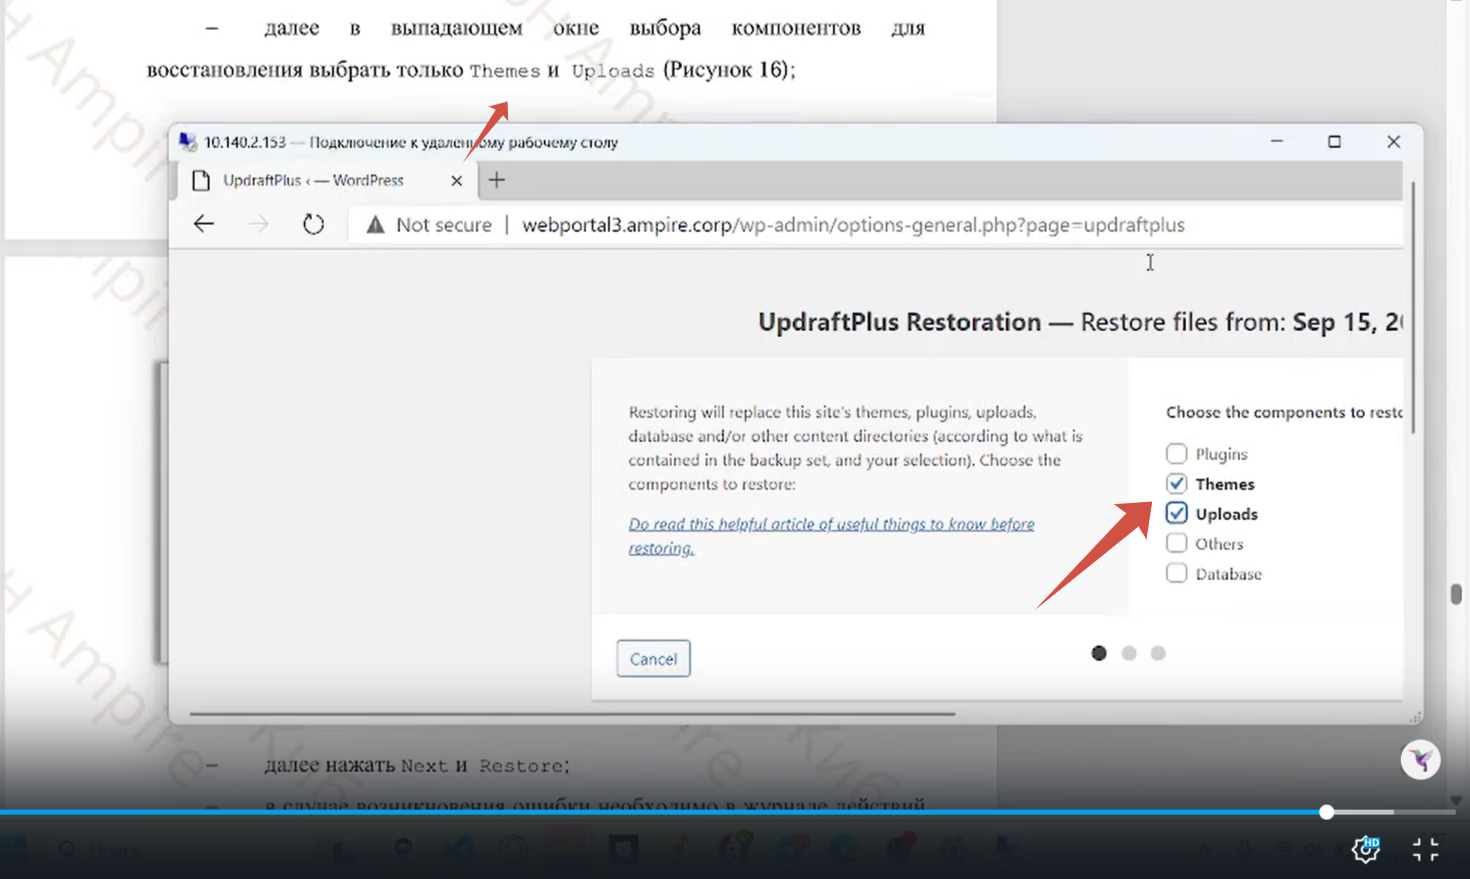 – далее в выпадающем окне выбора компонентов для
восстановления выбрать только Themes и Uploads (Рисунок 16);
10.140.2.153 — Подключение к удаленному рабочему столу
UpdraftPlus ‹ — WordPress
Not secure | webportal3.ampire.corp/wp-admin/options-general.php?page=updraftplus
UpdraftPlus Restoration — Restore files from: Sep 15, 2
Restoring will replace this site's themes, plugins, uploads,
database and/or other content directories (according to what is
contained in the backup set, and your selection). Choose the
components to restore:
Do read this helpful article of useful things to know before
restoring.
Choose the components to resto
Plugins
Themes
Uploads
Others
Database
Cancel
– далее нажать Next и Restore;
– в случае возникновения ошибки необходимо в журнале действий
Ampire
Ampire
HD